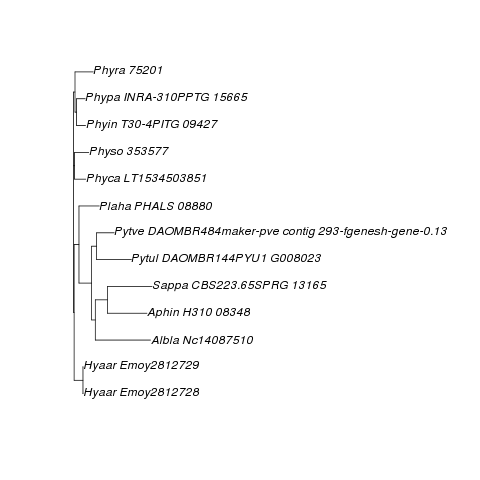 Phyra 75201
Phypa INRA-310PPTG 15665
Phyin T30-4PITG 09427
Physo 353577
Phyca LT1534503851
Plaha PHALS 08880
Pytve DAOMBR484maker-pve contig 293-fgenesh-gene-0.13
Pytul DAOMBR144PYU1 G008023
Sappa CBS223.65SPRG 13165
Aphin H310 08348
Albla Nc14087510
Hyaar Emoy2812729
Hyaar Emoy2812728